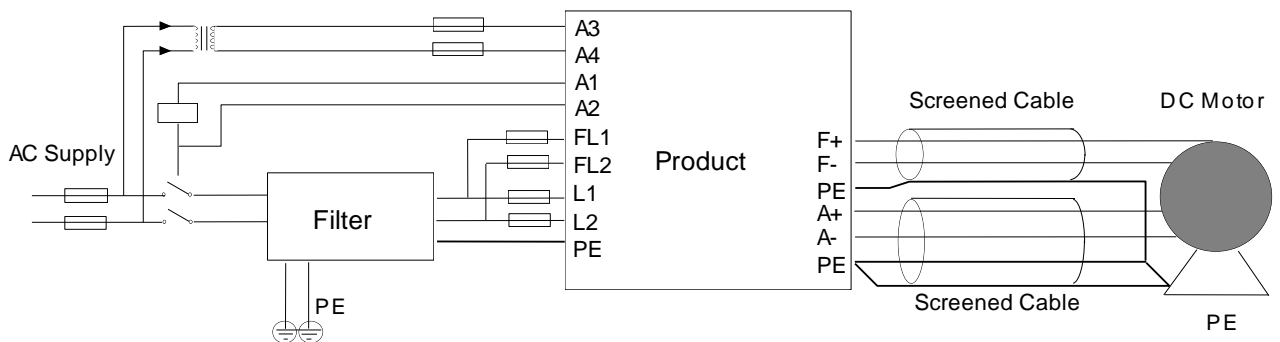 A3
A4
A1
A2
FL1
FL2
L1
L2
PE
AC Supply
Filter
PE
Product
F+
F-
PE
A+
A-
PE
Screened Cable
Screened Cable
DC Motor
PE